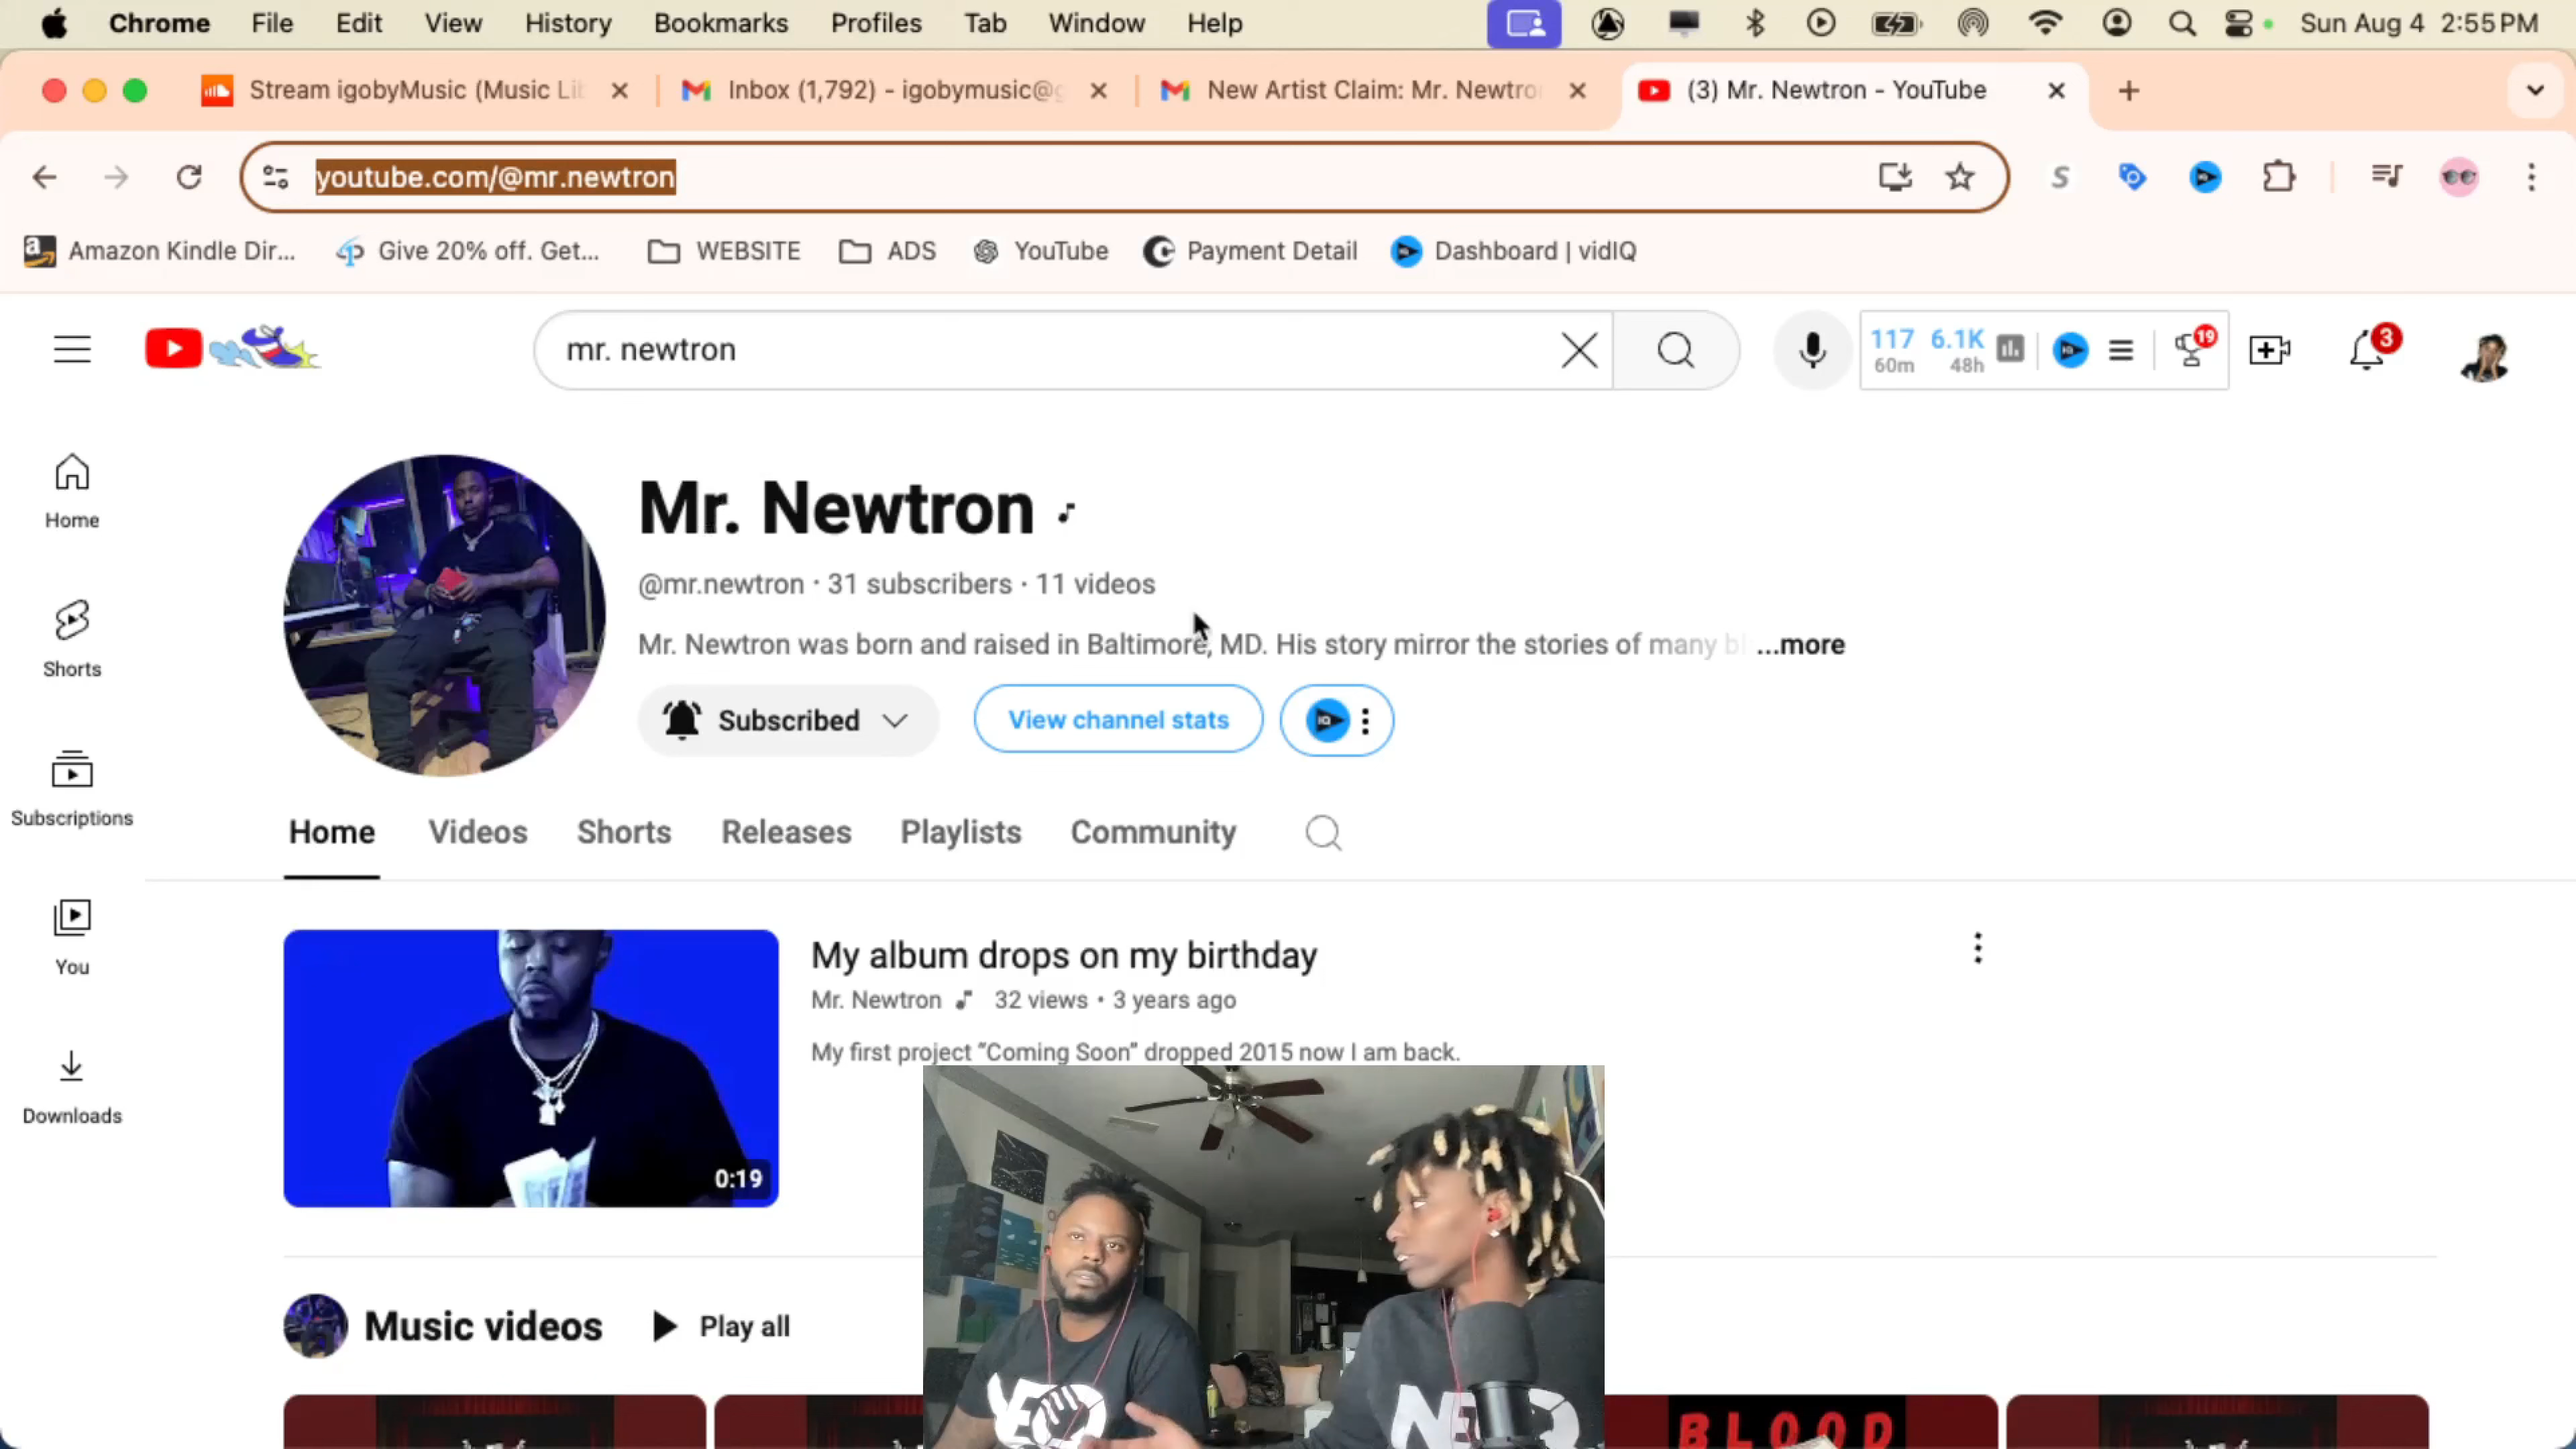 Chrome File Edit View History Bookmarks Profiles Tab Window Help Sun Aug 4 2:55 PM
Stream igobyMusic (Music Lib Inbox (1,792) - igobymusic@g New Artist Claim: Mr. Newtro (3) Mr. Newtron - YouTube
youtube.com/@mr.newtron
Amazon Kindle Dir... Give 20% off. Get... WEBSITE ADS YouTube Payment Detail Dashboard | vidIQ
mr. newtron
117 6.1K 19 3
60m 48h
Mr. Newtron
@mr.newtron · 31 subscribers · 11 videos
Mr. Newtron was born and raised in Baltimore, MD. His story mirror the stories of many bl ...more
Subscribed View channel stats
Home
Shorts
Subscriptions
You
Downloads
Home Videos Shorts Releases Playlists Community
My album drops on my birthday
Mr. Newtron 32 views • 3 years ago
My first project "Coming Soon" dropped 2015 now I am back.
0:19
Music videos Play all
BLOOD